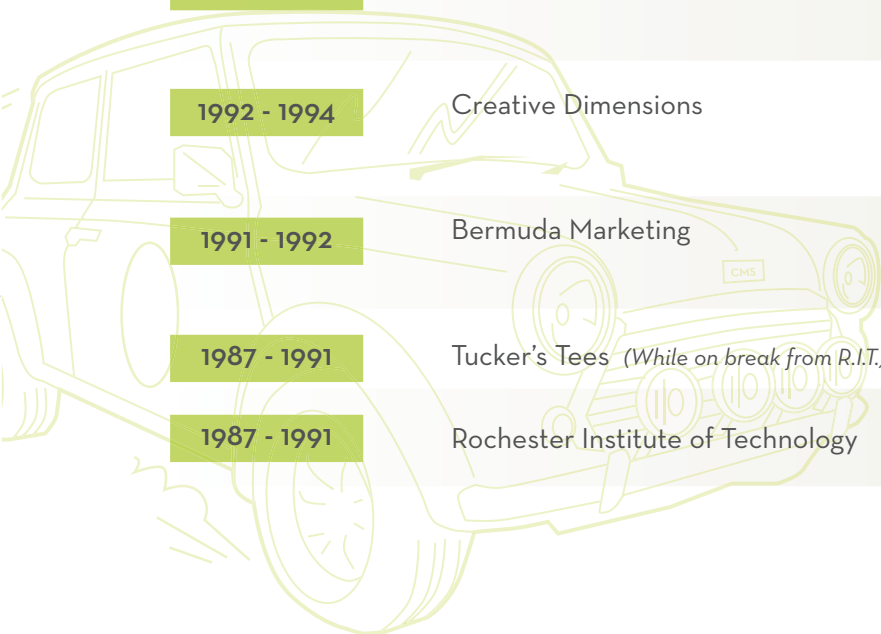 1992 - 1994 Creative Dimensions
1991 - 1992 Bermuda Marketing
CMS
1987 - 1991 Tucker's Tees (While on break from R.I.T.)
1987 - 1991 Rochester Institute of Technology